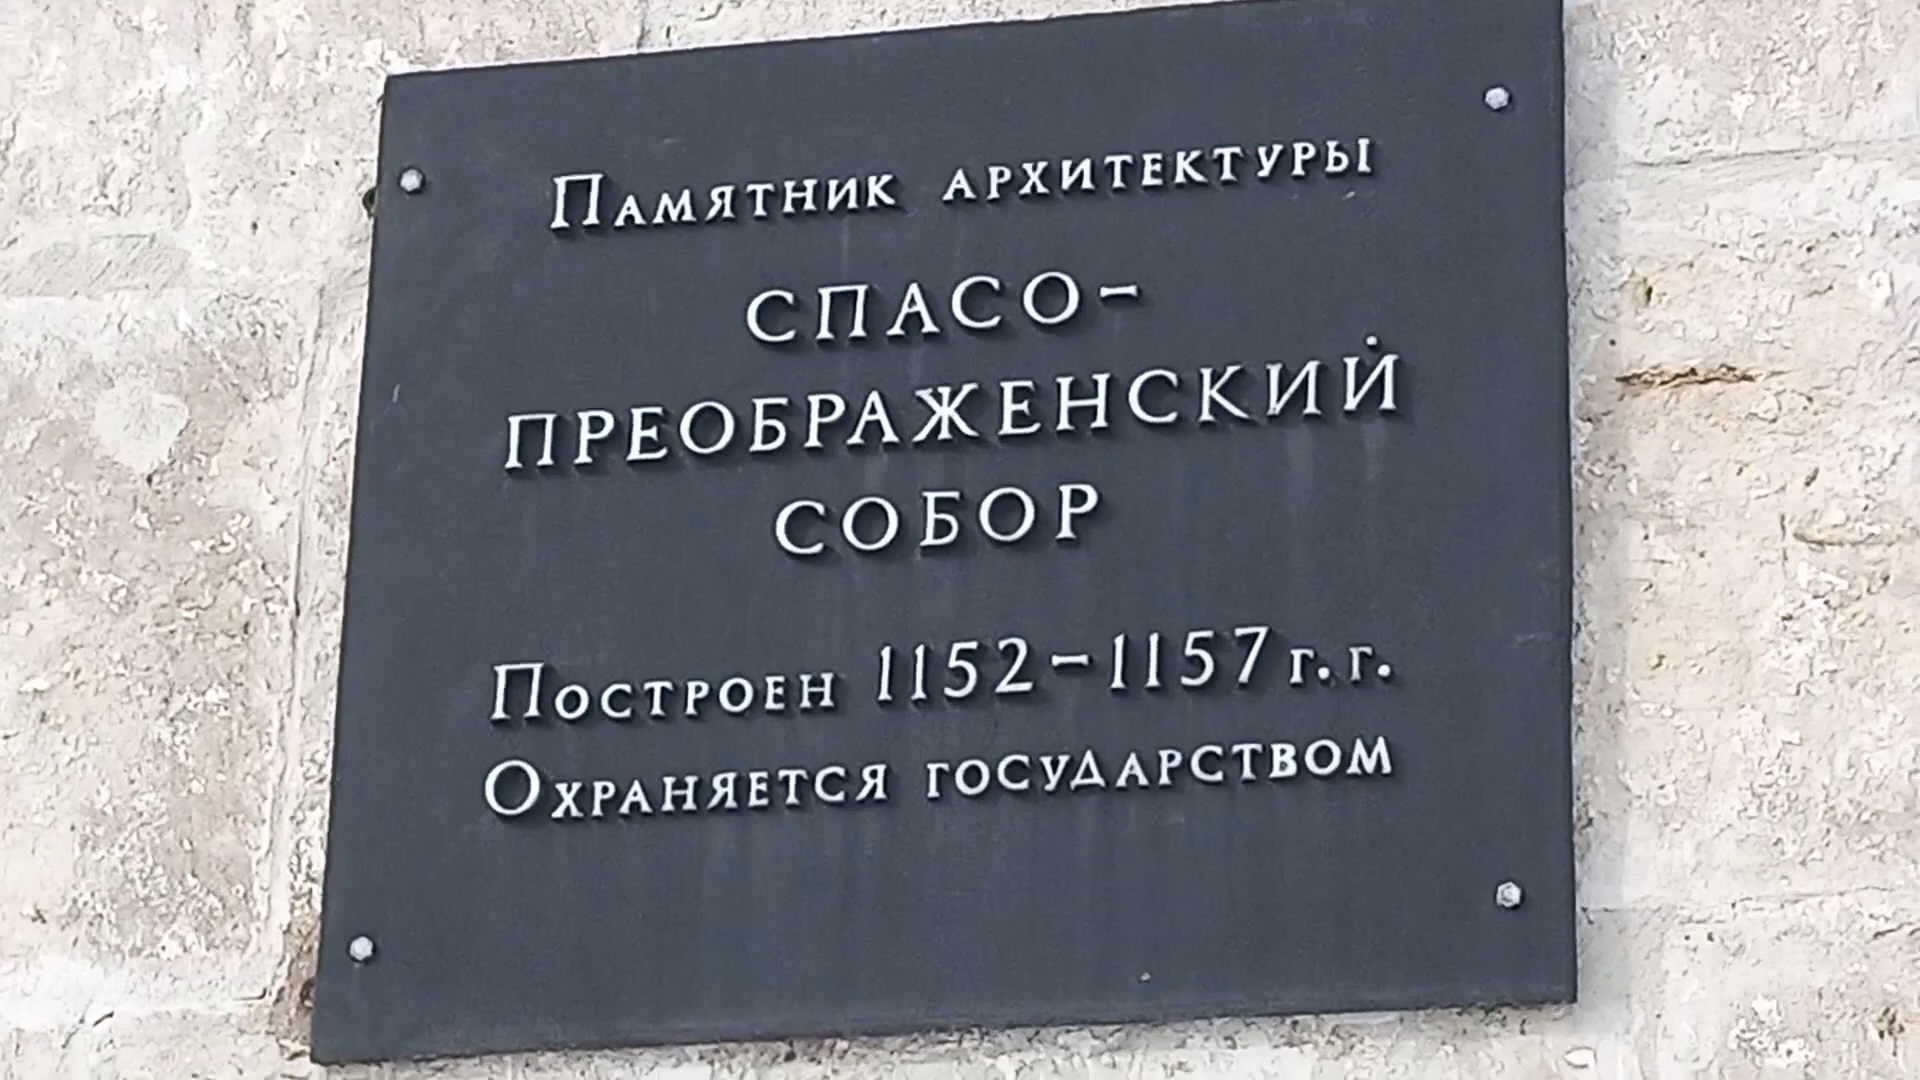 Памятник архитектуры
СПАСО-
ПРЕОБРАЖЕНСКИЙ
СОБОР
Построен 1152-1157 г. г.
Охраняется государством